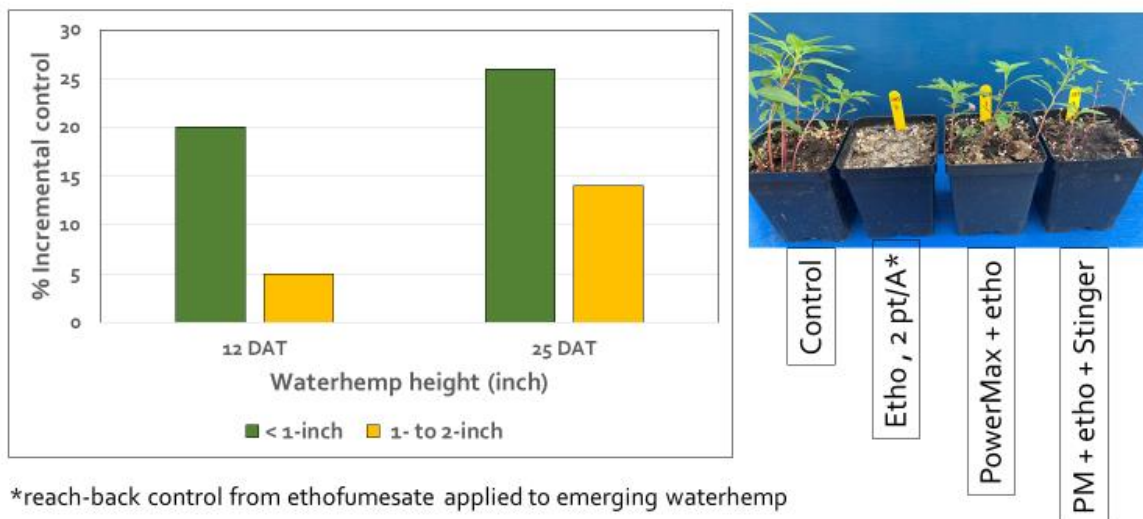 30
25
20
15
10
5
0
% Incremental control
12 DAT
25 DAT
Waterhemp height (inch)
< 1-inch
1- to 2-inch
Control
Etho , 2 pt/A*
PowerMax + etho
PM + etho + Stinger
*reach-back control from ethofumesate applied to emerging waterhemp